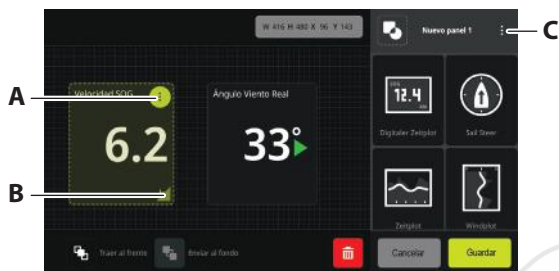 W 416 H 480 X 96 Y 143
Nuevo panel 1
C
A
Velocidad SOG
6.2
Ángulo Viento Real
33°
B
12.4
Digitaler Zeitplot
Sail Steer
Zeitplot
Windplot
Traer al frente
Enviar al fondo
Cancelar
Guardar